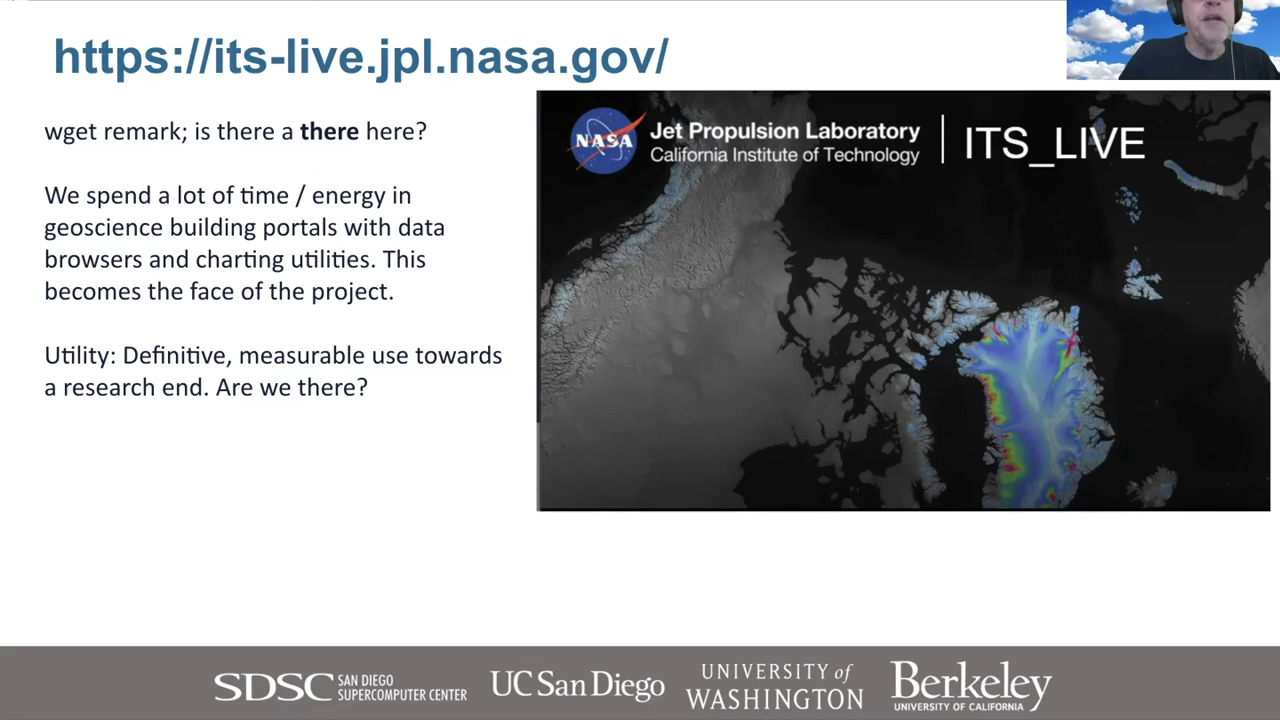 https://its-live.jpl.nasa.gov/
wget remark; is there a there here?
We spend a lot of time / energy in
geoscience building portals with data
browsers and charting utilities. This
becomes the face of the project.
Utility: Definitive, measurable use towards
a research end. Are we there?
NASA
Jet Propulsion Laboratory
California Institute of Technology
ITS_LIVE
SDSC
SAN DIEGO
SUPERCOMPUTER CENTER
UC San Diego
UNIVERSITY of
WASHINGTON
Berkeley
UNIVERSITY OF CALIFORNIA